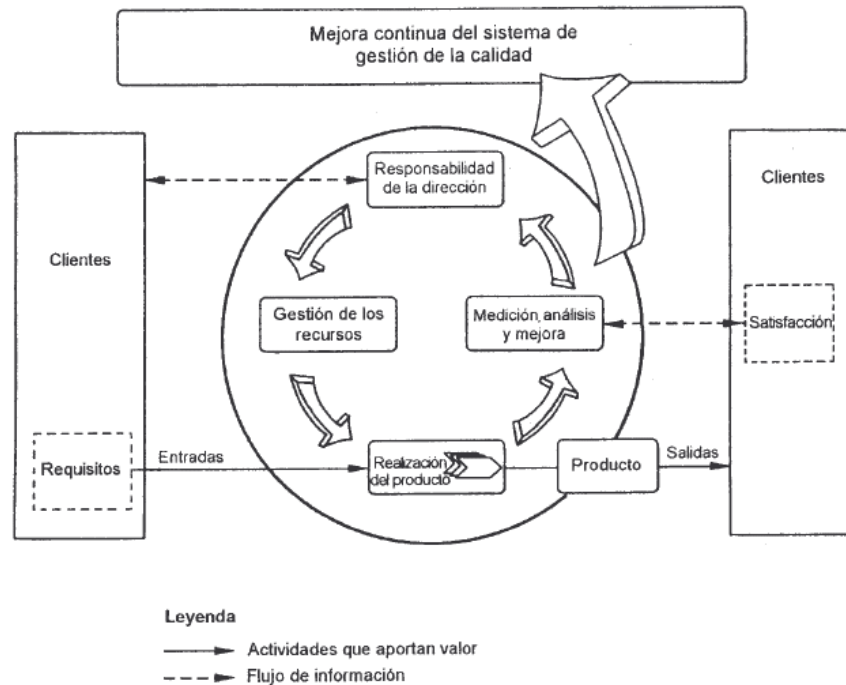 Mejora continua del sistema de
gestión de la calidad
Responsabilidad
de la dirección
Clientes
Clientes
Gestión de los
recursos
Medición, análisis
y mejora
Satisfacción
Requisitos
Entradas
Realización
del producto
Producto
Salidas
Leyenda
Actividades que aportan valor
Flujo de información